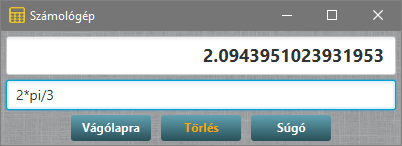 Számológép
2.0943951023931953
2*pi/3
Vágólapra Törlés Súgó